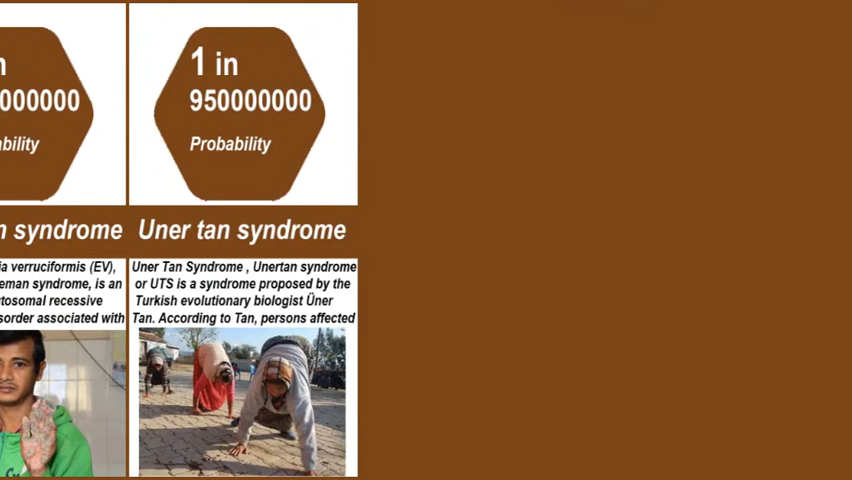 000000
ability
n syndrome
ia verruciformis (EV),
eman syndrome, is an
utosomal recessive
sorder associated with
1 in
950000000
Probability
Uner tan syndrome
Uner Tan Syndrome , Unertan syndrome
or UTS is a syndrome proposed by the
Turkish evolutionary biologist Üner
Tan. According to Tan, persons affected